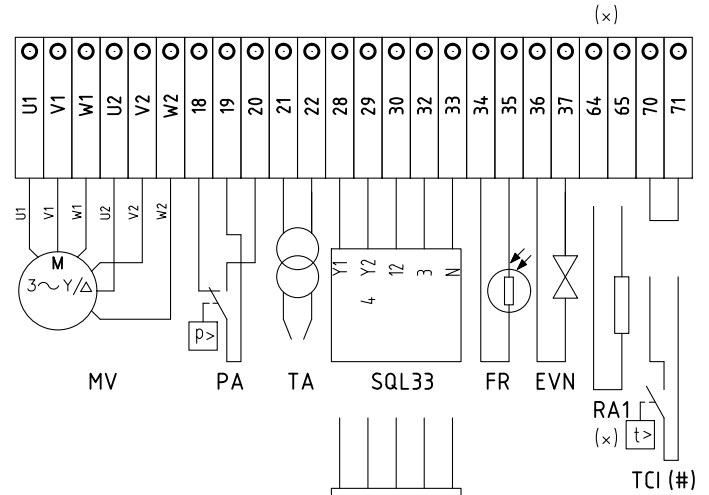 (×)
U1 V1 W1 U2 V2 W2 18 19 20 21 22 28 29 30 32 33 34 35 36 37 64 65 70 71
U1 V1 W1 U2 V2 W2
M
3~Y/△
p>
Y1 Y2 12 3 N
4
MV PA TA SQL33 FR EVN
RA1
(×)
t>
TCI (#)